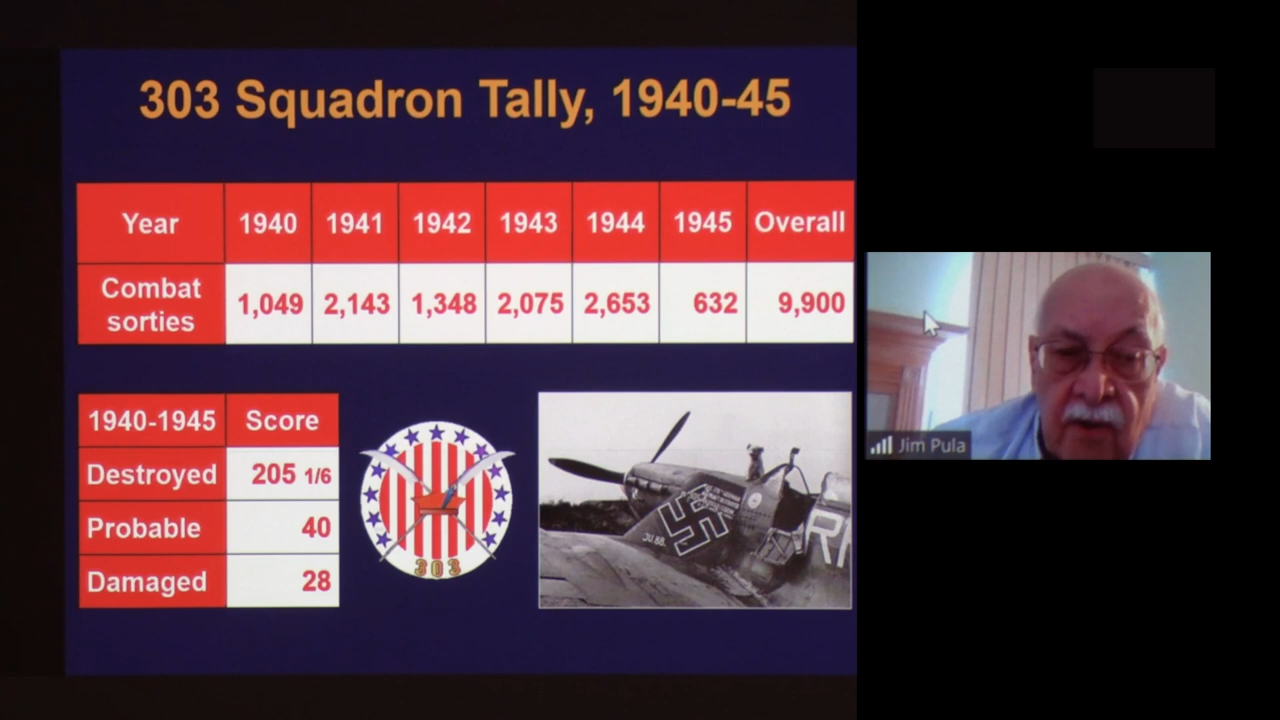 303 Squadron Tally, 1940-45
Year 1940 1941 1942 1943 1944 1945 Overall
Combat
sorties 1,049 2,143 1,348 2,075 2,653 632 9,900
1940-1945 Score
Destroyed 205 1/6
Probable 40
Damaged 28
303
JU.88.
Jim Pula